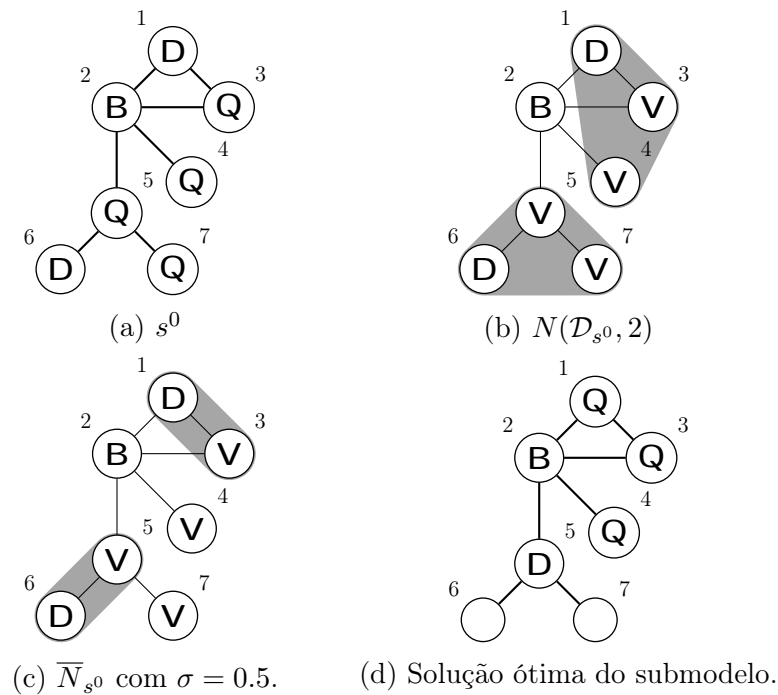 1
D
2
3
B
Q
4
5
Q
Q
6
7
D
Q
(a) s⁰
1
D
2
3
B
V
4
5
V
V
6
7
D
V
(b) N(𝒟ₛ⁰, 2)
1
D
2
3
B
V
4
5
V
V
6
7
D
V
(c) N̅ₛ⁰ com σ = 0.5.
1
Q
2
3
B
Q
4
5
Q
D
6
7
(d) Solução ótima do submodelo.